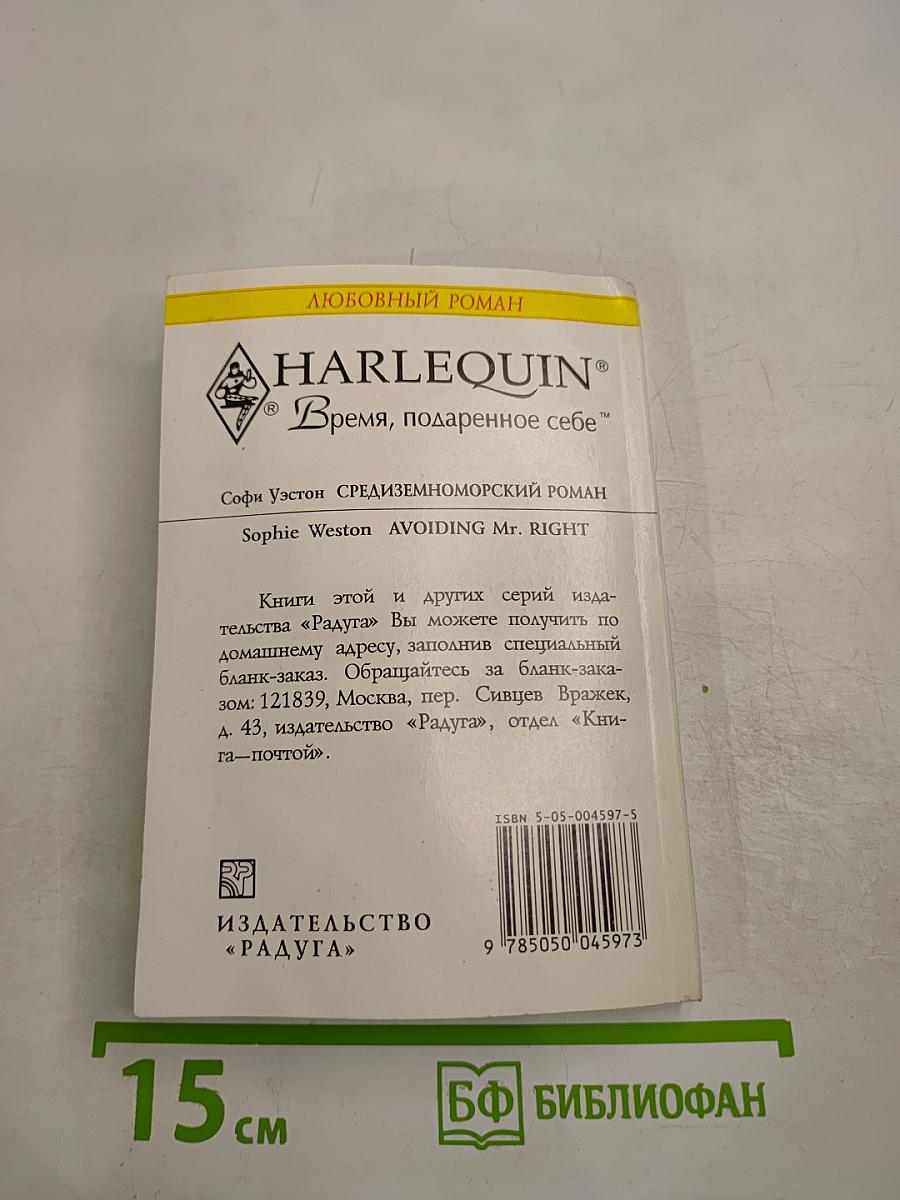 ЛЮБОВНЫЙ РОМАН
HARLEQUIN®
® Время, подаренное себе™
Софи Уэстон СРЕДИЗЕМНОМОРСКИЙ РОМАН
Sophie Weston AVOIDING Mr. RIGHT
Книги этой и других серий изда-
тельства «Радуга» Вы можете получить по
домашнему адресу, заполнив специальный
бланк-заказ. Обращайтесь за бланк-зака-
зом: 121839, Москва, пер. Сивцев Вражек,
д. 43, издательство «Радуга», отдел «Кни-
га—почтой».
ISBN 5-05-004597-5
9 785050 045973
ИЗДАТЕЛЬСТВО
«РАДУГА»
15 см
БФ БИБЛИОФАН